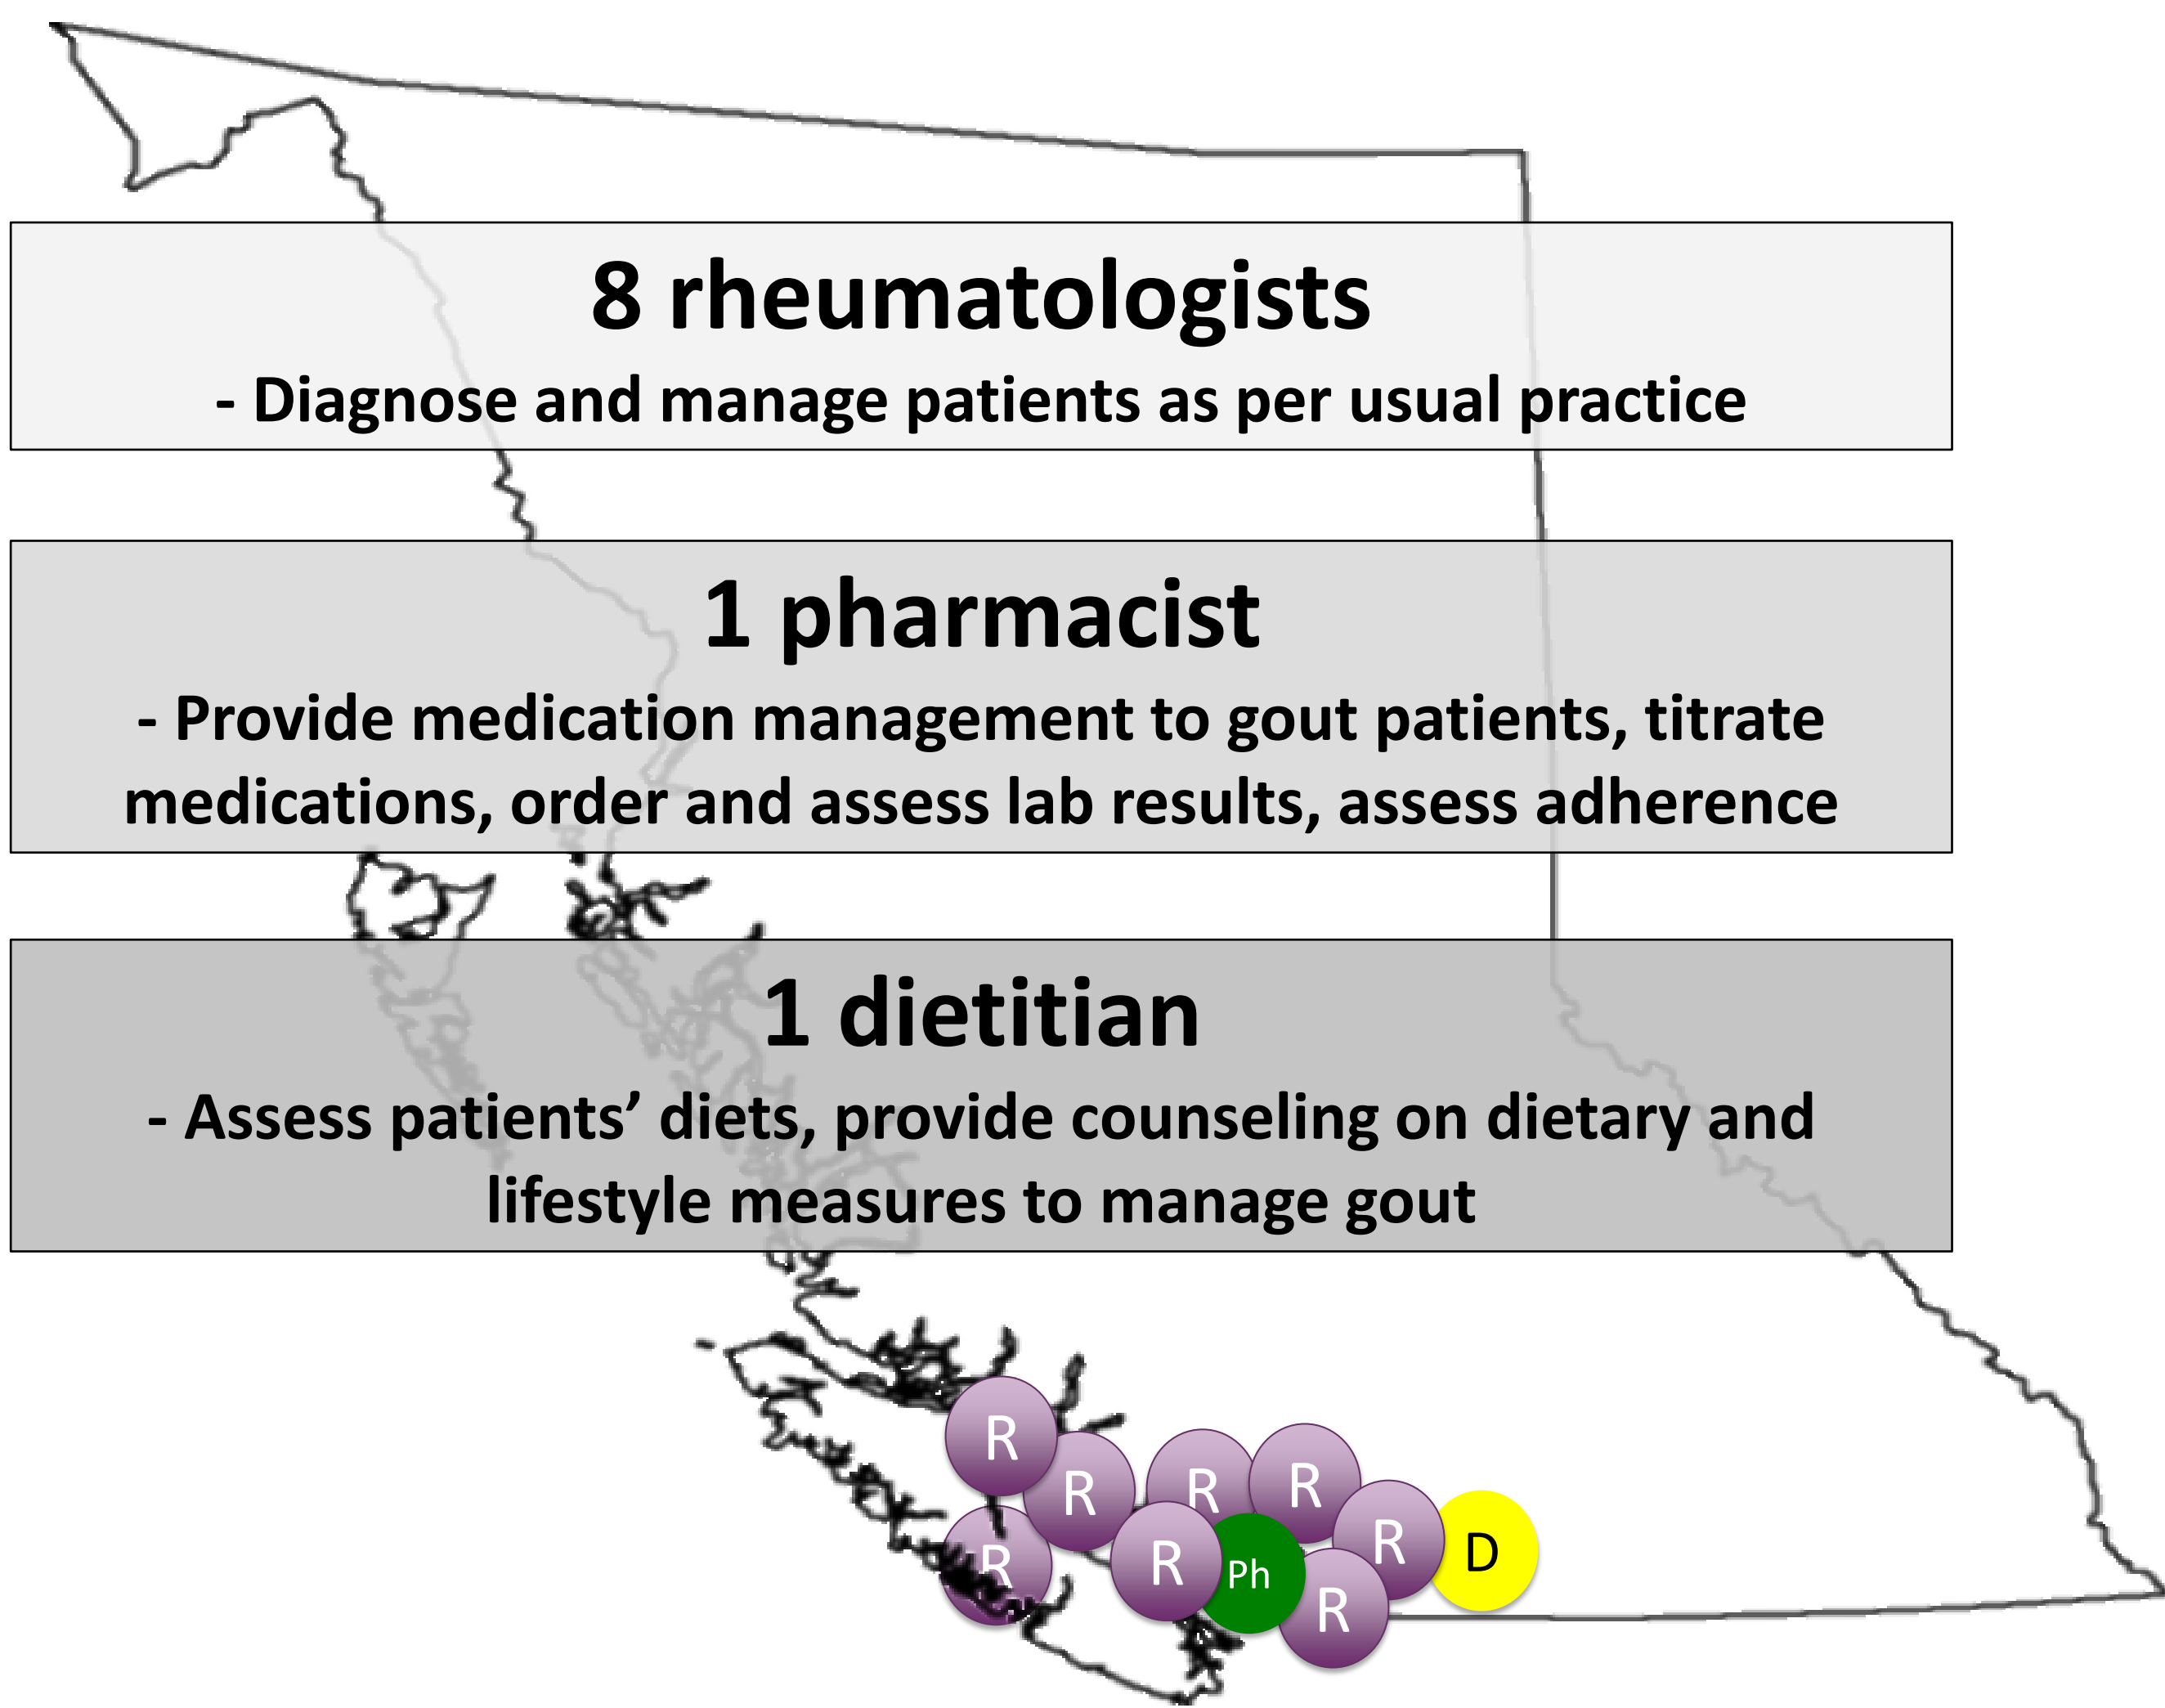 8 rheumatologists
- Diagnose and manage patients as per usual practice
1 pharmacist
- Provide medication management to gout patients, titrate
medications, order and assess lab results, assess adherence
1 dietitian
- Assess patients’ diets, provide counseling on dietary and
lifestyle measures to manage gout
R
R
R
R
R
R
R
Ph
R
D